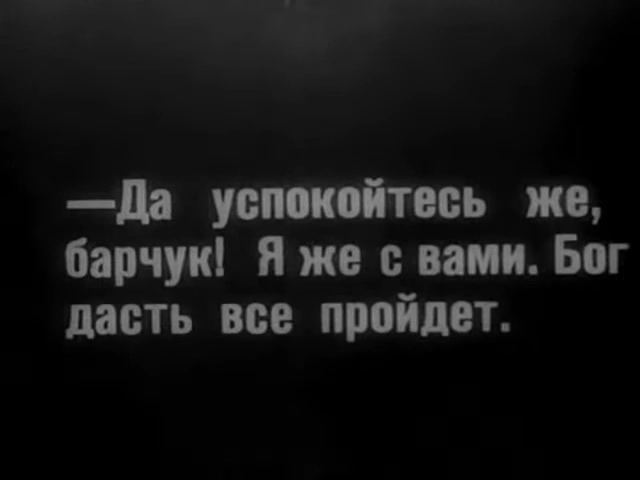 —Да успокойтесь же,
барчук! Я же с вами. Бог
дасть все пройдет.